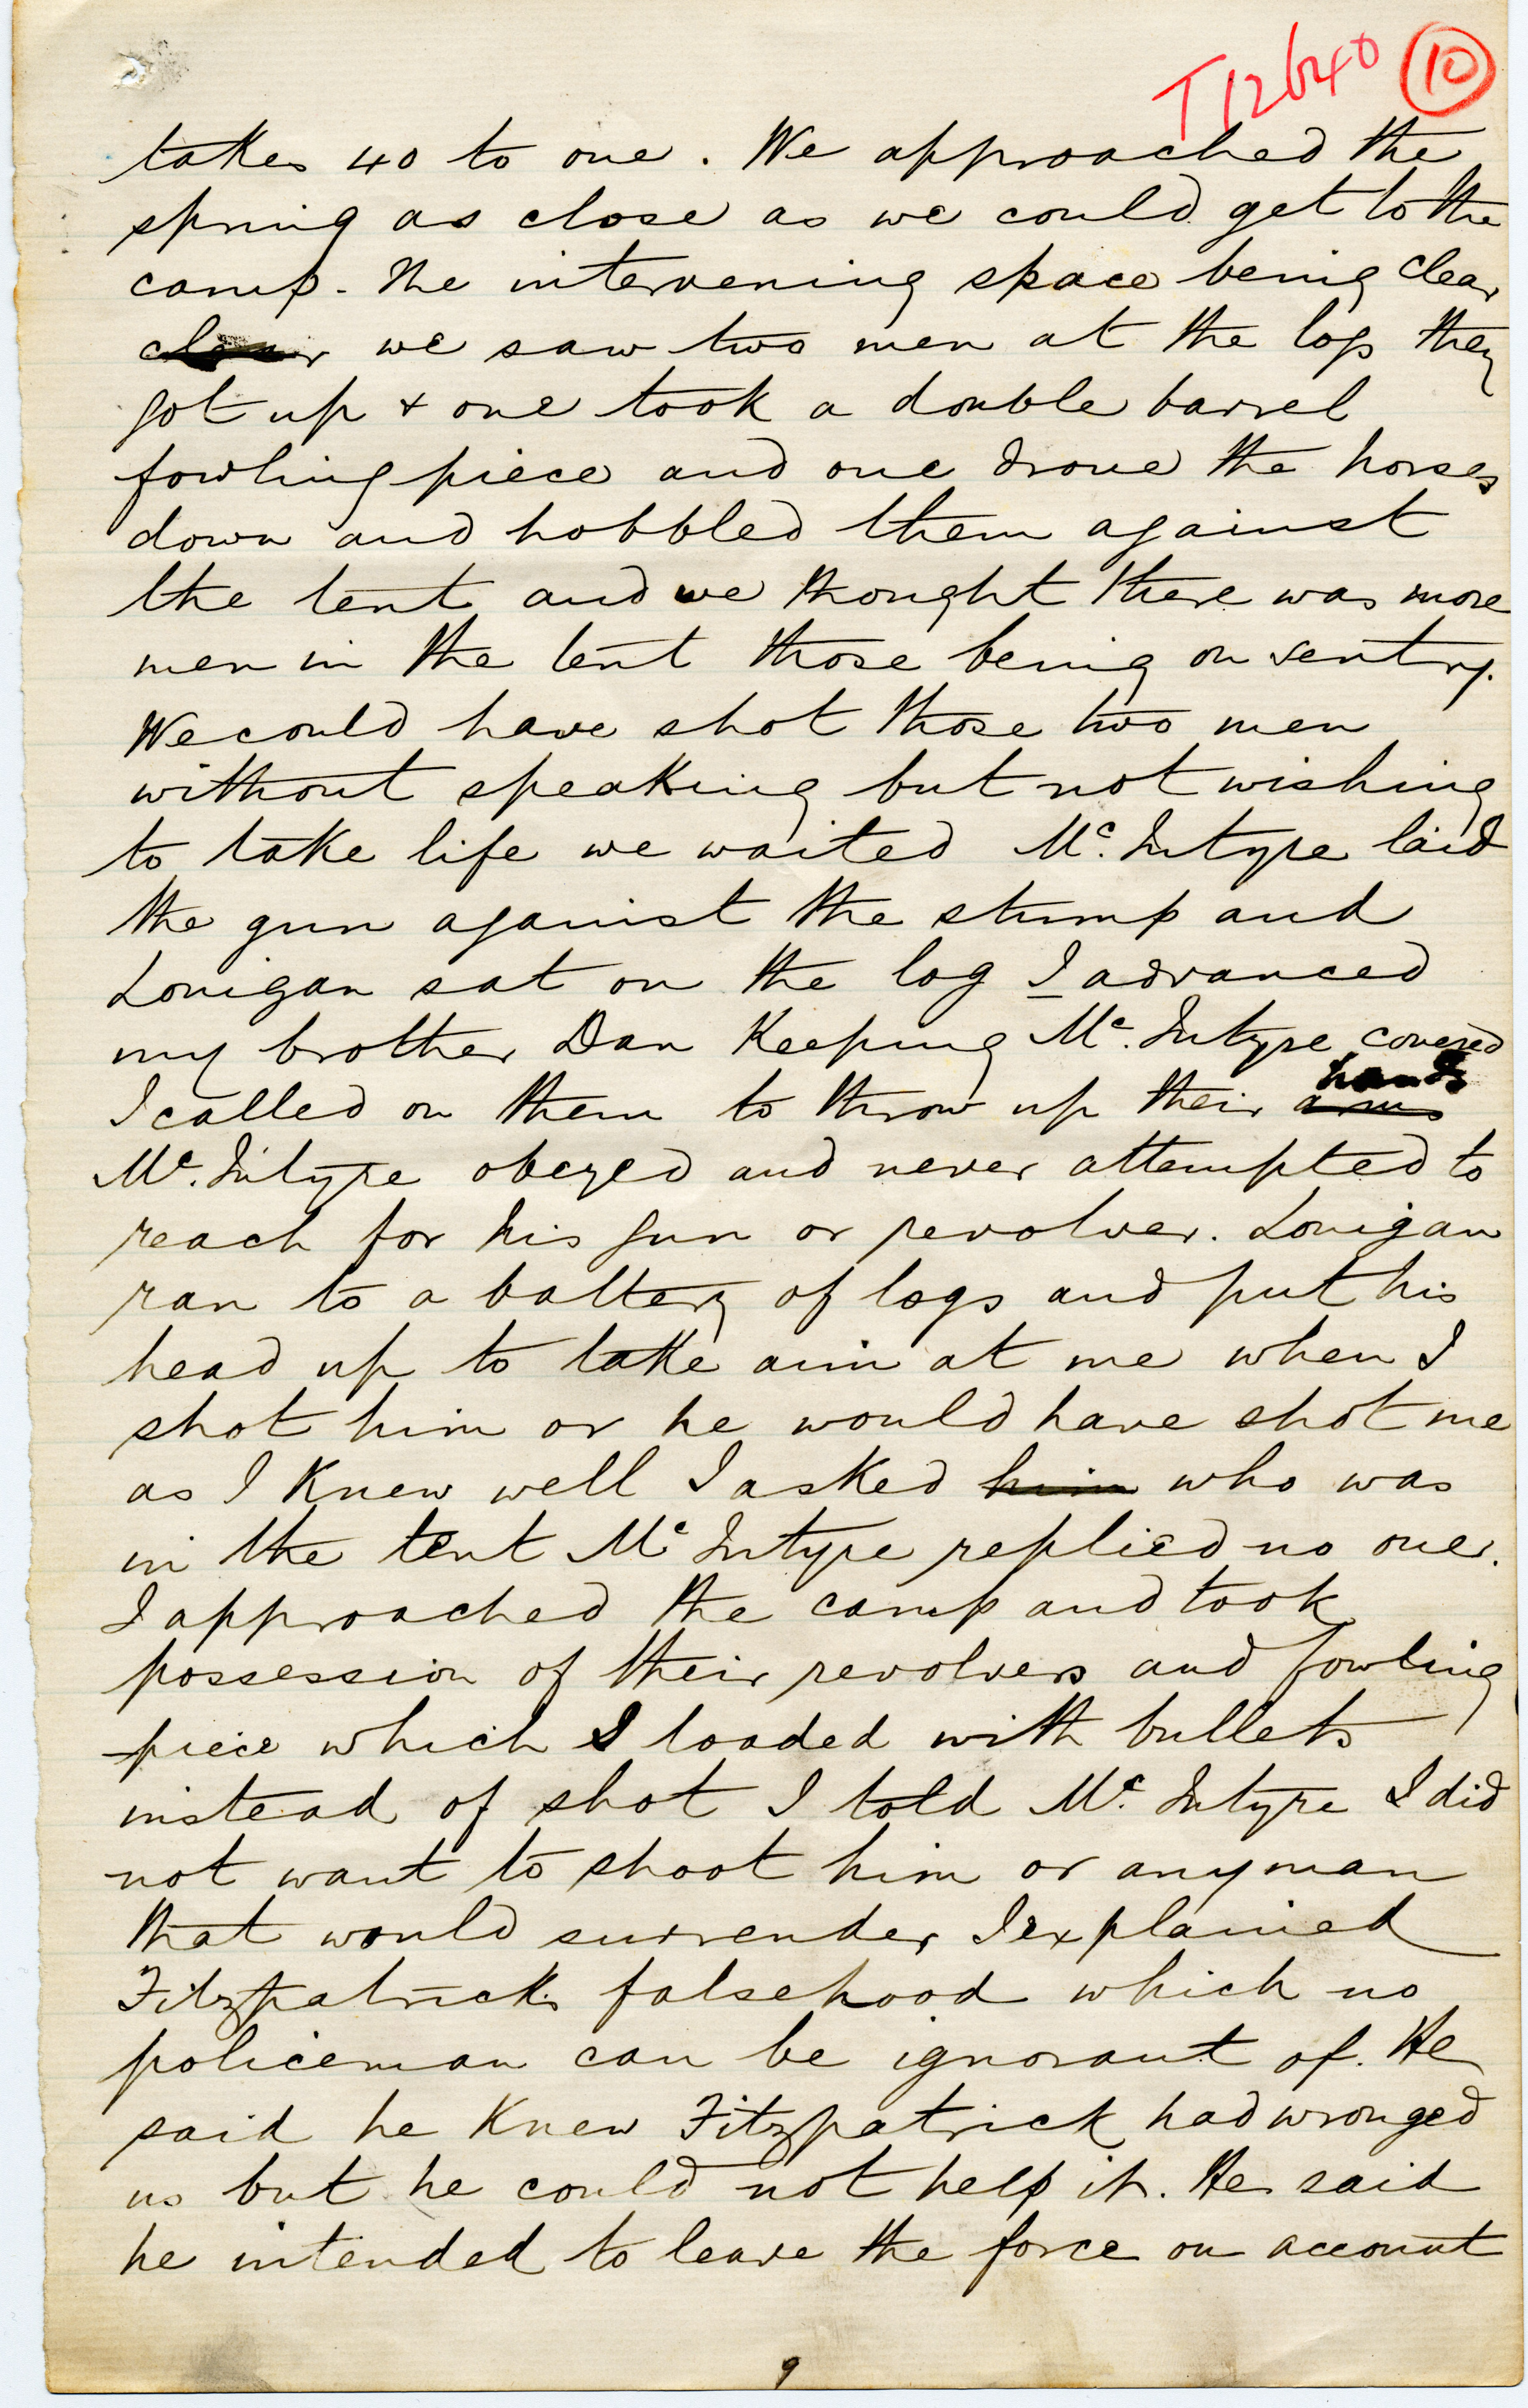 T12640 10
takes 40 to one. We approached the
spring as close as we could get to the
camp. The intervening space being clear
clear we saw two men at the logs they
got up & one took a double barrel
fowlingpiece and one drove the horses
down and hobbled them against
the tent and we thought there was more
men in the tent those being on sentry.
We could have shot those two men
without speaking but not wishing
to take life we waited Mc. Intyre laid
the gun against the stump and
Lonigan sat on the log I advanced
my brother Dan Keeping Mc. Intyre covered
I called on them to throw up their arms hands
Mc. Intyre obeyed and never attempted to
reach for his gun or revolver. Lonigan
ran to a battery of logs and put his
head up to take aim at me when I
shot him or he would have shot me
as I Knew well I asked him who was
in the tent Mc Intyre replied no one.
I approached the camp and took
possession of their revolvers and fowling
piece which I loaded with bullets
instead of shot I told Mc. Intyre I did
not want to shoot him or any man
that would surrender, I explained
Fitzpatricks falsehood which no
policeman can be ignorant of. He
said he Knew Fitzpatrick had wronged
us but he could not help it. He said
he intended to leave the force on account
9